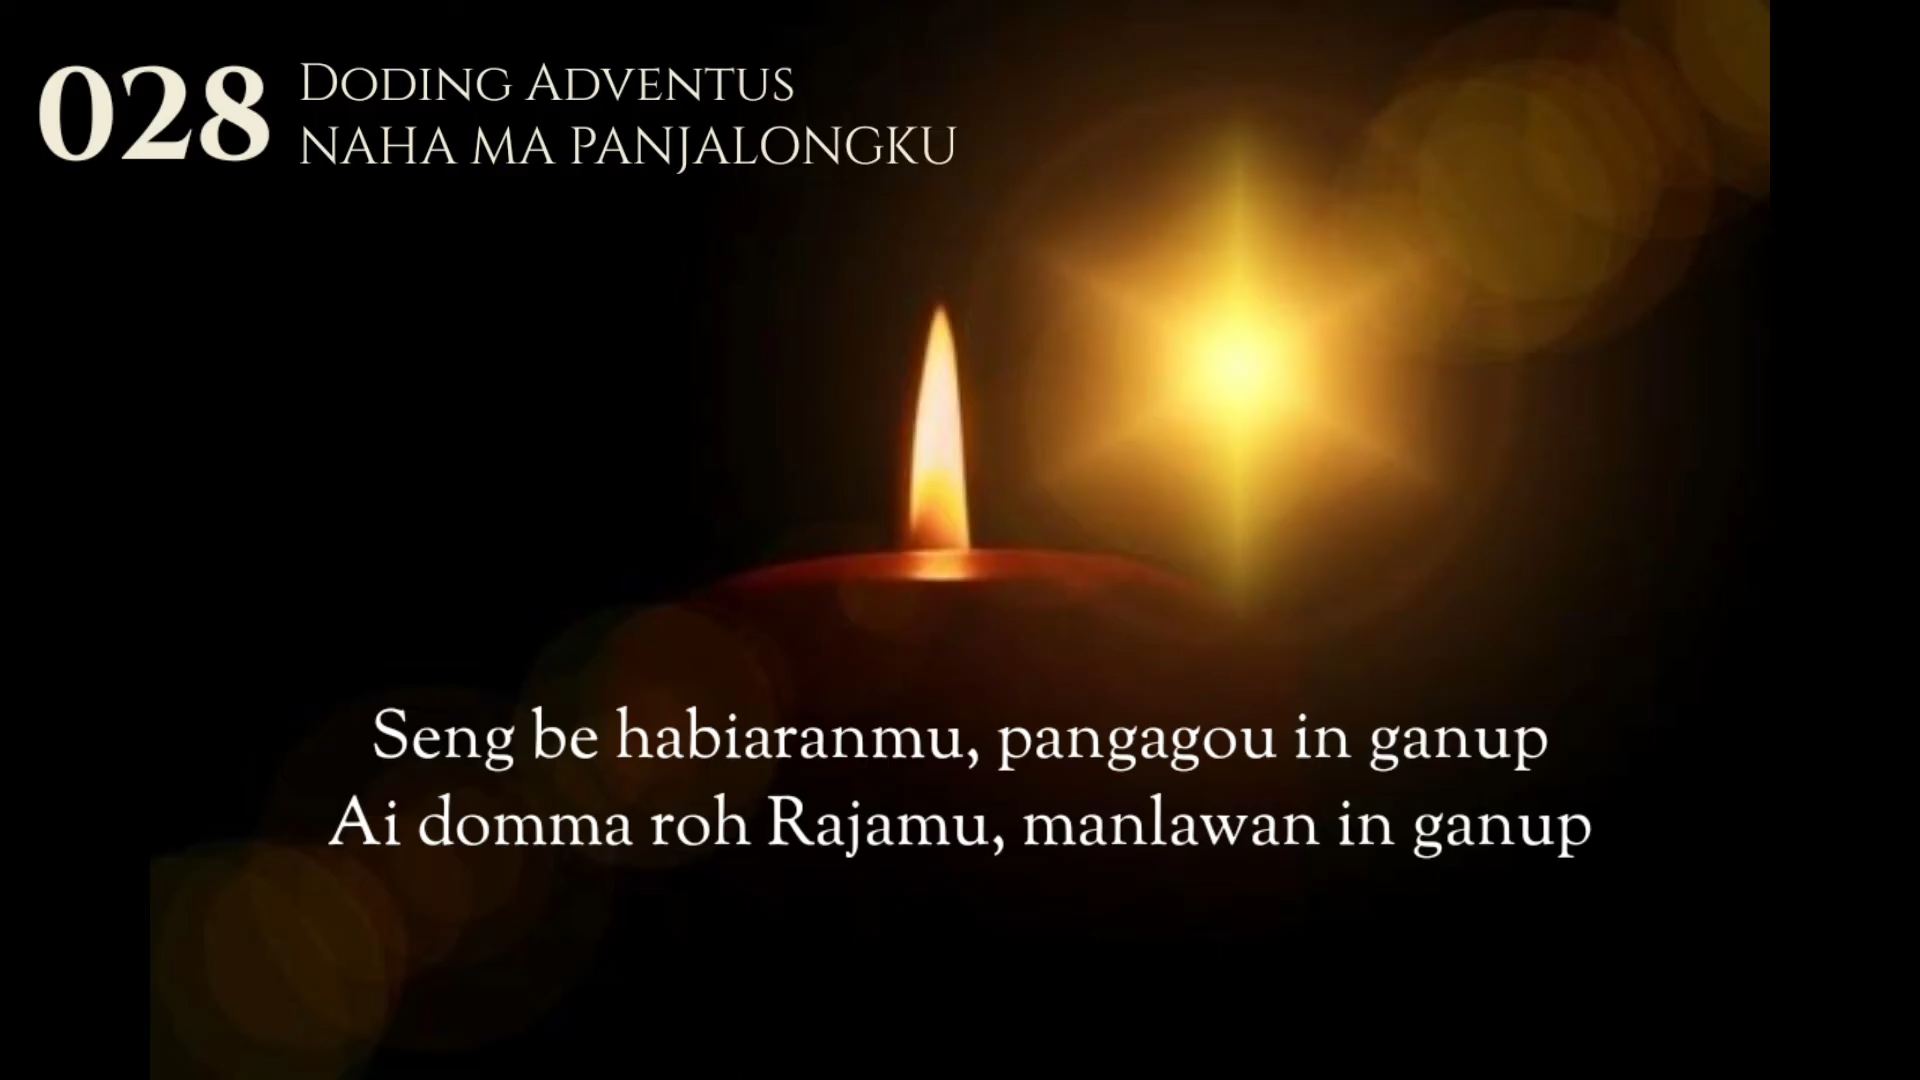 028
Doding Adventus
NAHA MA PANJALONGKU
Seng be habiaranmu, pangagou in ganup
Ai domma roh Rajamu, manlawan in ganup